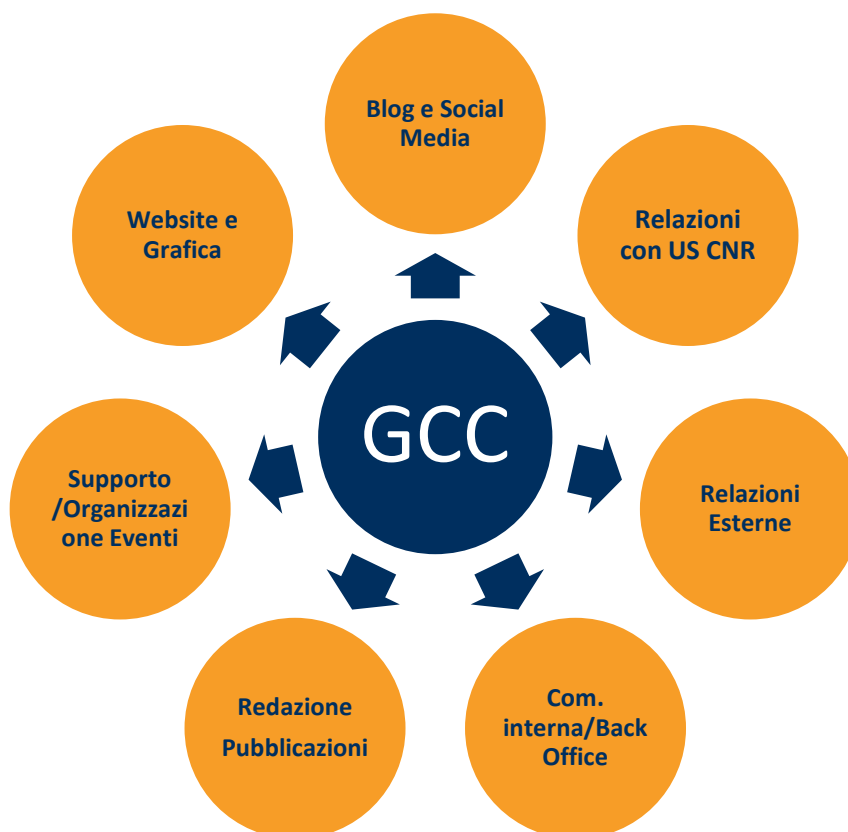 Blog e Social
Media
Website e
Grafica
Relazioni
con US CNR
GCC
Supporto
/Organizzazi
one Eventi
Relazioni
Esterne
Redazione
Pubblicazioni
Com.
interna/Back
Office